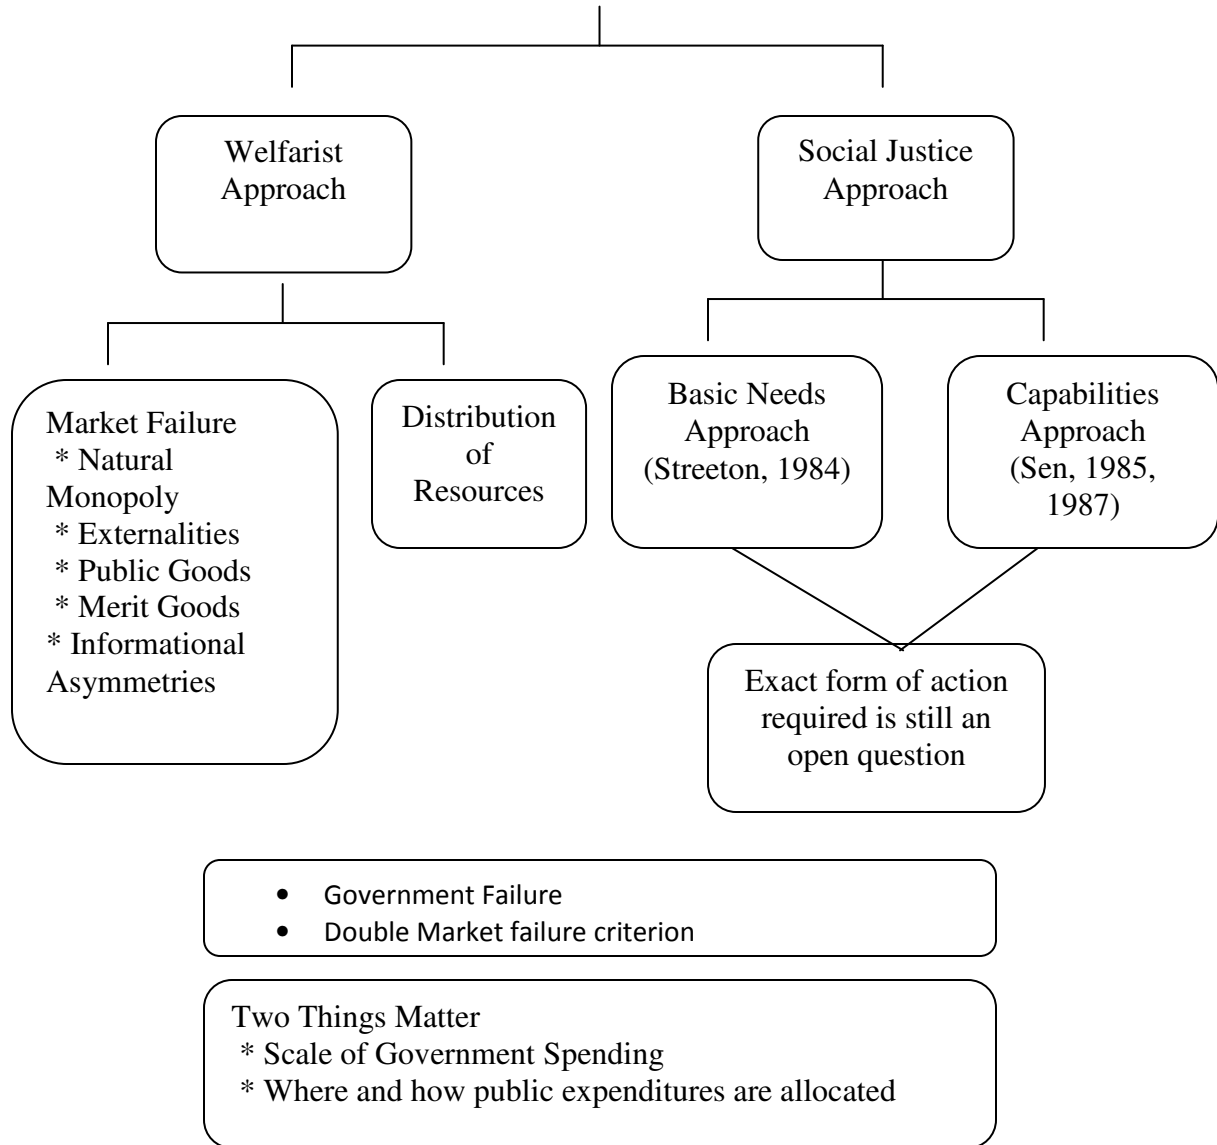 Welfarist
Approach
Social Justice
Approach
Market Failure
* Natural
Monopoly
* Externalities
* Public Goods
* Merit Goods
* Informational
Asymmetries
Distribution
of
Resources
Basic Needs
Approach
(Streeton, 1984)
Capabilities
Approach
(Sen, 1985,
1987)
Exact form of action
required is still an
open question
• Government Failure
• Double Market failure criterion
Two Things Matter
* Scale of Government Spending
* Where and how public expenditures are allocated